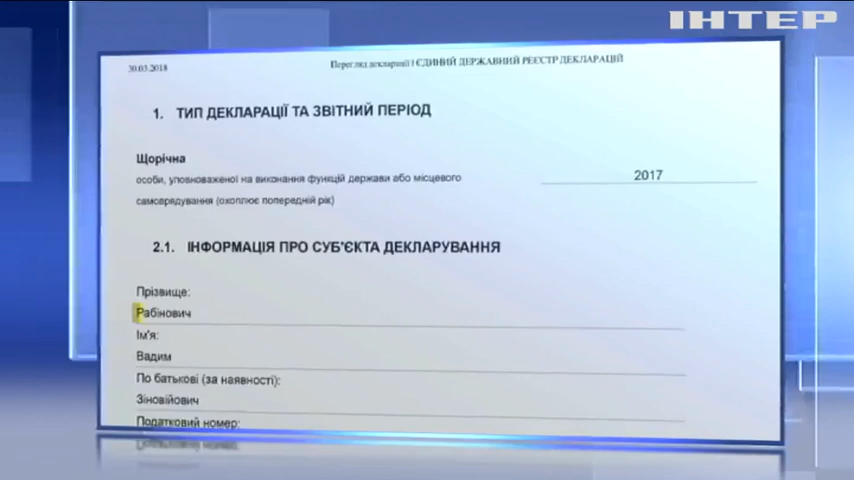 ІНТЕР
30.03.2018
Перегляд декларації | ЄДИНИЙ ДЕРЖАВНИЙ РЕЄСТР ДЕКЛАРАЦІЙ
1. ТИП ДЕКЛАРАЦІЇ ТА ЗВІТНИЙ ПЕРІОД
Щорічна
особи, уповноваженої на виконання функцій держави або місцевого
самоврядування (охоплює попередній рік)
2017
2.1. ІНФОРМАЦІЯ ПРО СУБ'ЄКТА ДЕКЛАРУВАННЯ
Прізвище:
Рабінович
Ім'я:
Вадим
По батькові (за наявності):
Зіновійович
Податковий номер: